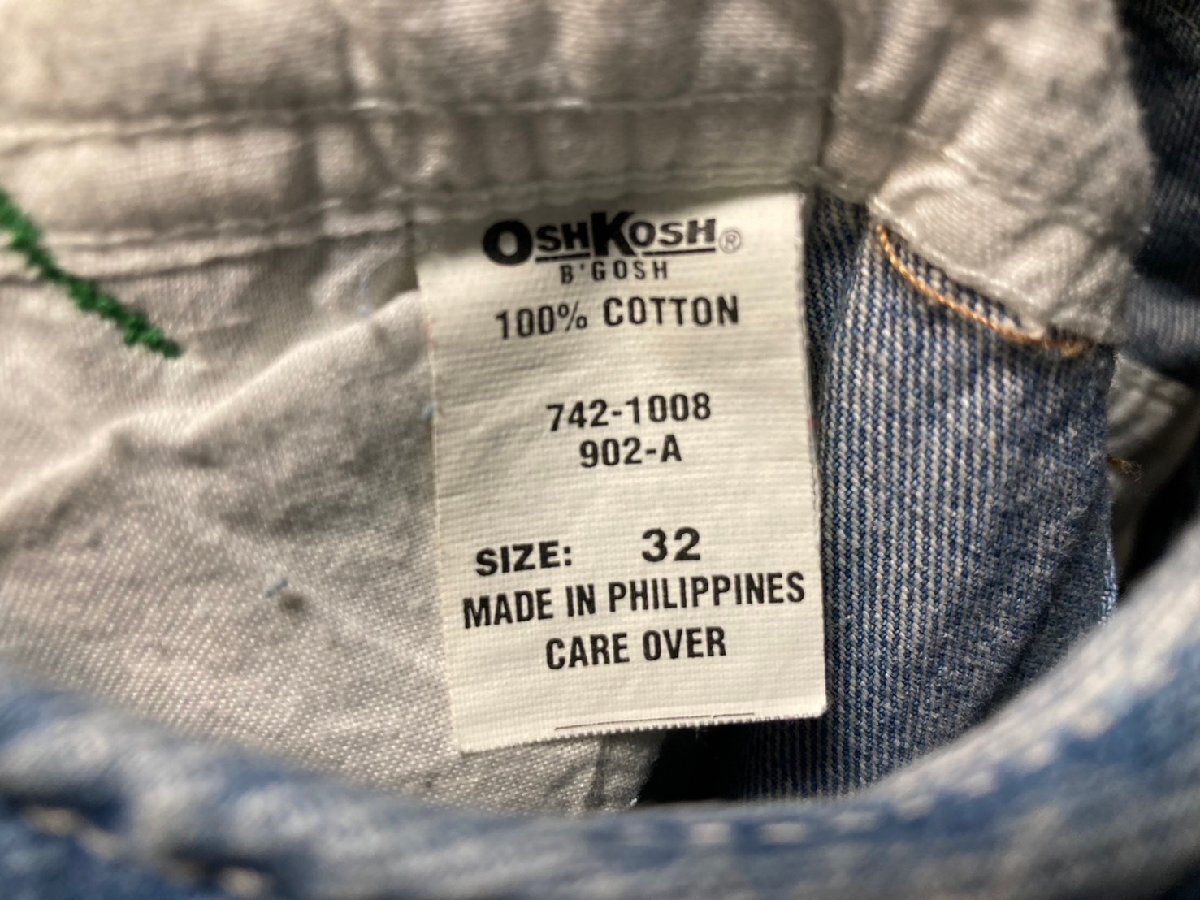 OSHKOSH®
B'GOSH
100% COTTON
742-1008
902-A
SIZE: 32
MADE IN PHILIPPINES
CARE OVER